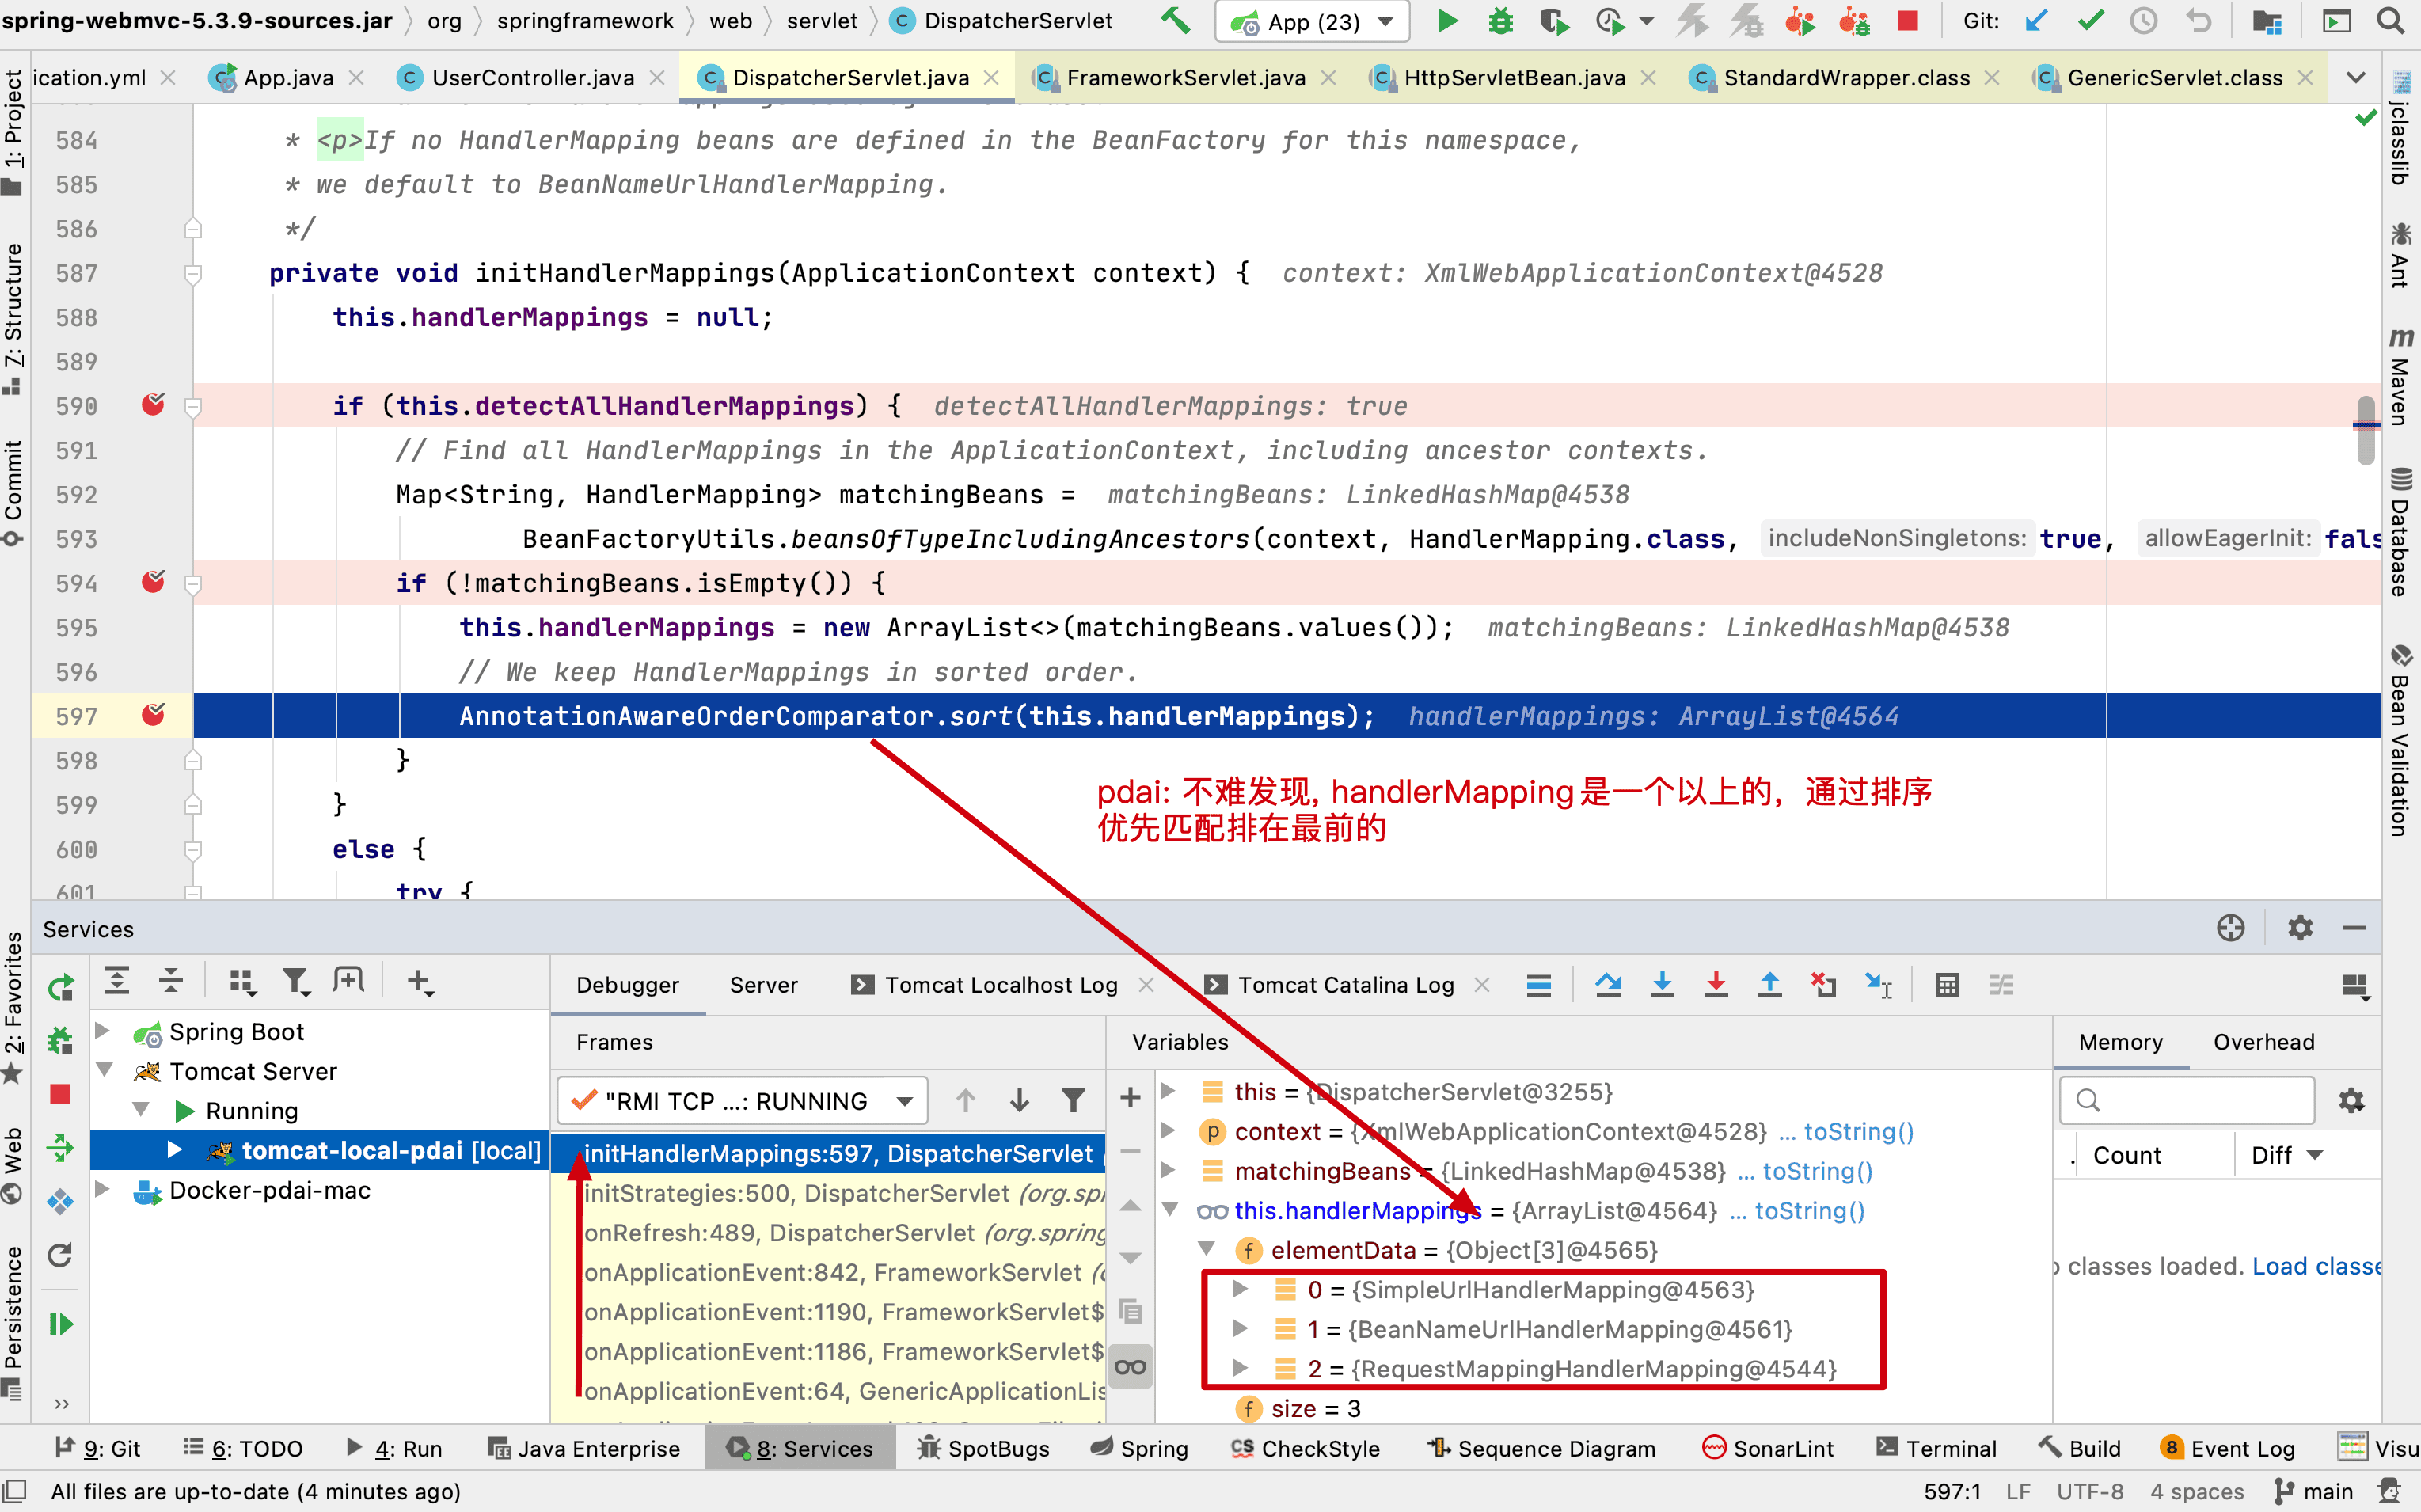 spring-webmvc-5.3.9-sources.jar org springframework web servlet DispatcherServlet App (23) Git:
ication.yml App.java UserController.java DispatcherServlet.java FrameworkServlet.java HttpServletBean.java StandardWrapper.class GenericServlet.class
584 * <p>If no HandlerMapping beans are defined in the BeanFactory for this namespace,
585 * we default to BeanNameUrlHandlerMapping.
586 */
587 private void initHandlerMappings(ApplicationContext context) { context: XmlWebApplicationContext@4528
588 this.handlerMappings = null;
589
590 if (this.detectAllHandlerMappings) { detectAllHandlerMappings: true
591 // Find all HandlerMappings in the ApplicationContext, including ancestor contexts.
592 Map<String, HandlerMapping> matchingBeans = matchingBeans: LinkedHashMap@4538
593 BeanFactoryUtils.beansOfTypeIncludingAncestors(context, HandlerMapping.class, includeNonSingletons: true, allowEagerInit: fals
594 if (!matchingBeans.isEmpty()) {
595 this.handlerMappings = new ArrayList<>(matchingBeans.values()); matchingBeans: LinkedHashMap@4538
596 // We keep HandlerMappings in sorted order.
597 AnnotationAwareOrderComparator.sort(this.handlerMappings); handlerMappings: ArrayList@4564
598 }
599 }
600 else {
601 try {
pdai: 不难发现, handlerMapping是一个以上的，通过排序
优先匹配排在最前的
1: Project
Z: Structure
Commit
2: Favorites
Web
Persistence
jclasslib
Ant
Maven
Database
Bean Validation
Services
Debugger Server Tomcat Localhost Log Tomcat Catalina Log
Spring Boot
Tomcat Server
Running
tomcat-local-pdai [local]
Docker-pdai-mac
Frames
"RMI TCP ...: RUNNING
initHandlerMappings:597, DispatcherServlet (
initStrategies:500, DispatcherServlet (org.spr
onRefresh:489, DispatcherServlet (org.spring
onApplicationEvent:842, FrameworkServlet (o
onApplicationEvent:1190, FrameworkServlet$
onApplicationEvent:1186, FrameworkServlet$
onApplicationEvent:64, GenericApplicationLis
Variables
this = {DispatcherServlet@3255}
context = {XmlWebApplicationContext@4528} ... toString()
matchingBeans = {LinkedHashMap@4538} ... toString()
this.handlerMappings = {ArrayList@4564} ... toString()
elementData = {Object[3]@4565}
0 = {SimpleUrlHandlerMapping@4563}
1 = {BeanNameUrlHandlerMapping@4561}
2 = {RequestMappingHandlerMapping@4544}
size = 3
Memory Overhead
Count Diff
classes loaded. Load classe
9: Git 6: TODO 4: Run Java Enterprise 8: Services SpotBugs Spring CheckStyle Sequence Diagram SonarLint Terminal Build 8 Event Log Visu
All files are up-to-date (4 minutes ago) 597:1 LF UTF-8 4 spaces main